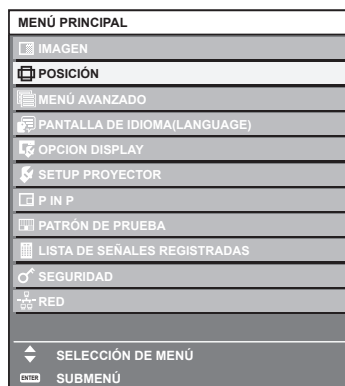 MENÚ PRINCIPAL
IMAGEN
POSICIÓN
MENÚ AVANZADO
PANTALLA DE IDIOMA(LANGUAGE)
OPCION DISPLAY
SETUP PROYECTOR
P IN P
PATRÓN DE PRUEBA
LISTA DE SEÑALES REGISTRADAS
SEGURIDAD
RED
SELECCIÓN DE MENÚ
ENTER SUBMENÚ